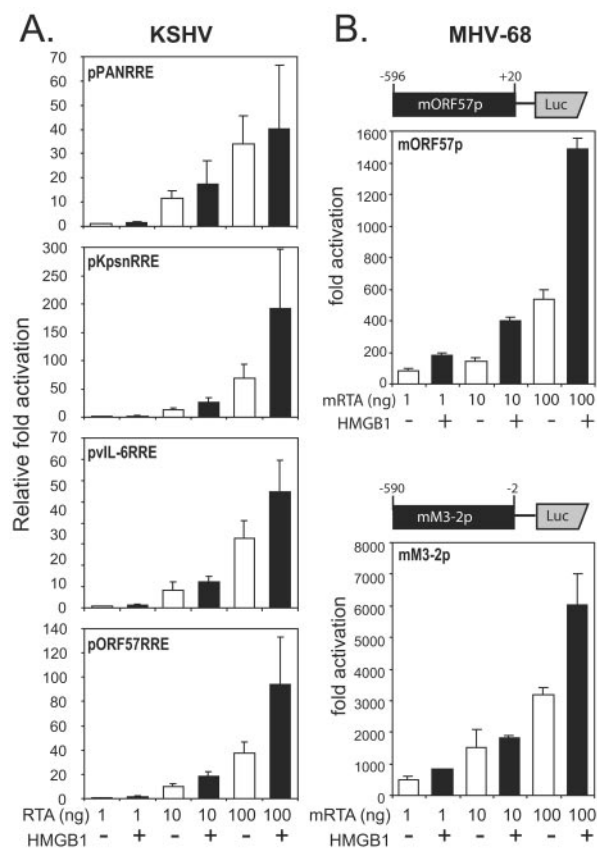 A.
KSHV
pPANRRE
70
60
50
40
30
20
10
0
pKpsnRRE
300
250
200
150
100
50
0
pvIL-6RRE
70
60
50
40
30
20
10
0
pORF57RRE
140
120
100
80
60
40
20
0
Relative fold activation
RTA (ng) 1 1 10 10 100 100
HMGB1 - + - + - +
B.
MHV-68
-596 +20
mORF57p Luc
mORF57p
1600
1400
1200
1000
800
600
400
200
0
fold activation
mRTA (ng) 1 1 10 10 100 100
HMGB1 - + - + - +
-590 -2
mM3-2p Luc
mM3-2p
8000
7000
6000
5000
4000
3000
2000
1000
0
fold activation
mRTA (ng) 1 1 10 10 100 100
HMGB1 - + - + - +